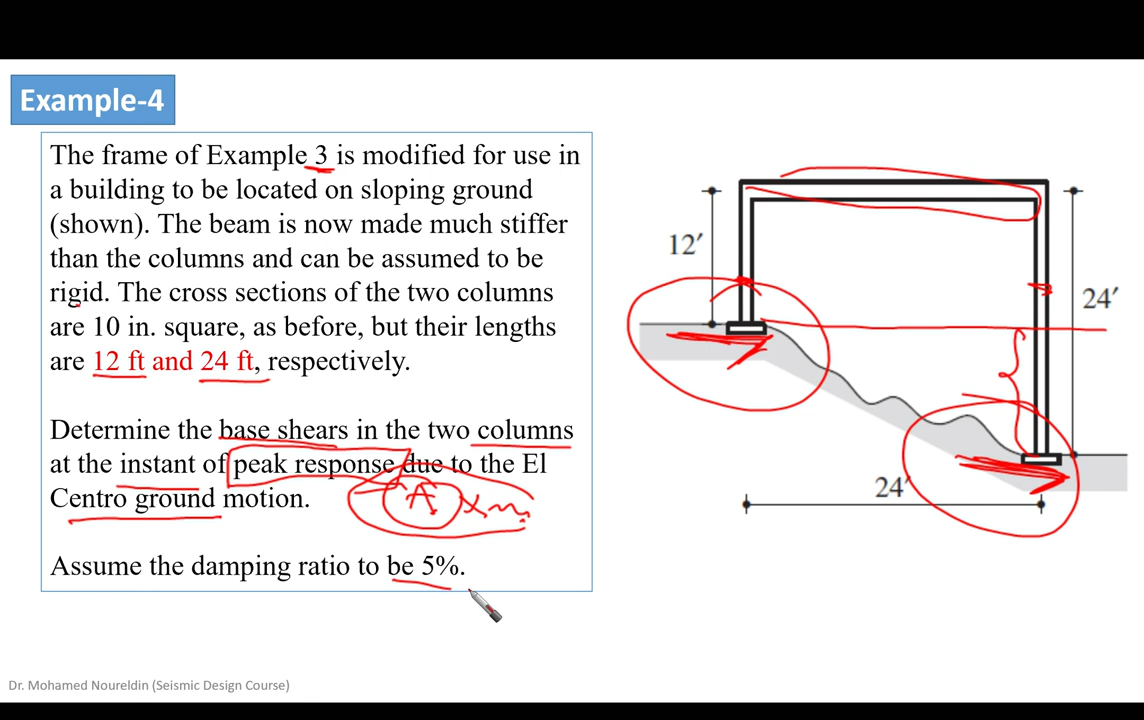 Example-4
The frame of Example 3 is modified for use in
a building to be located on sloping ground
(shown). The beam is now made much stiffer
than the columns and can be assumed to be
rigid. The cross sections of the two columns
are 10 in. square, as before, but their lengths
are 12 ft and 24 ft, respectively.
Determine the base shears in the two columns
at the instant of peak response due to the El
Centro ground motion.
A x m
Assume the damping ratio to be 5%.
12′
24′
24′
Dr. Mohamed Noureldin (Seismic Design Course)